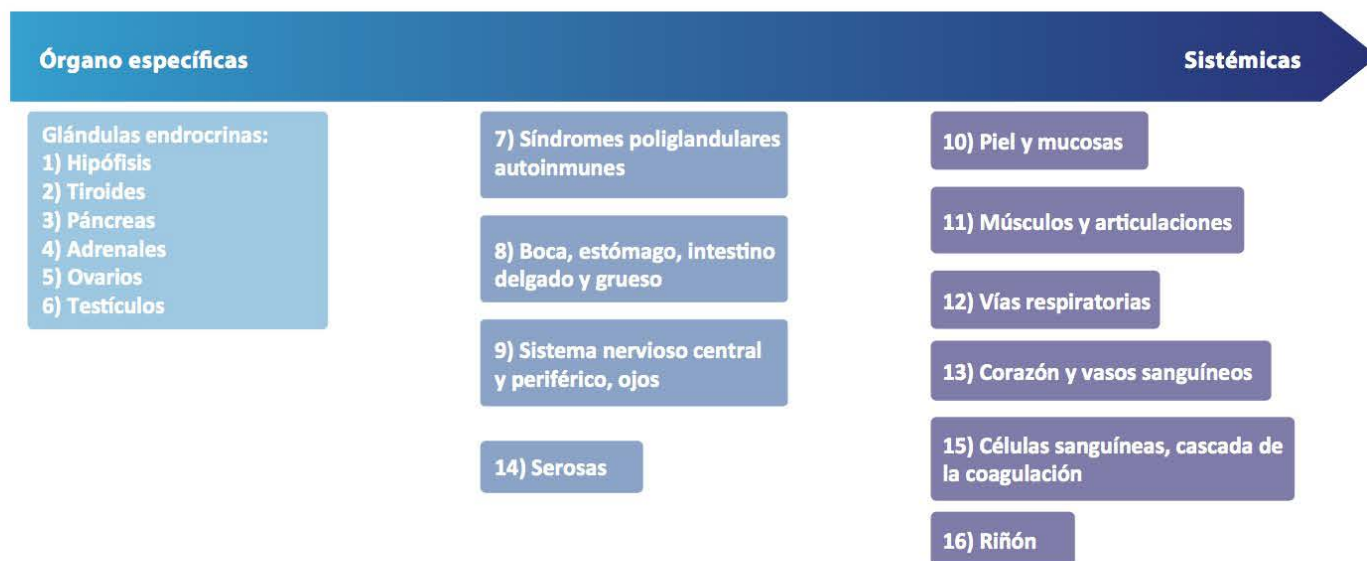 Órgano específicas
Sistémicas
Glándulas endrocrinas:
1) Hipófisis
2) Tiroides
3) Páncreas
4) Adrenales
5) Ovarios
6) Testículos
7) Síndromes poliglandulares
autoinmunes
8) Boca, estómago, intestino
delgado y grueso
9) Sistema nervioso central
y periférico, ojos
14) Serosas
10) Piel y mucosas
11) Músculos y articulaciones
12) Vías respiratorias
13) Corazón y vasos sanguíneos
15) Células sanguíneas, cascada de
la coagulación
16) Riñón